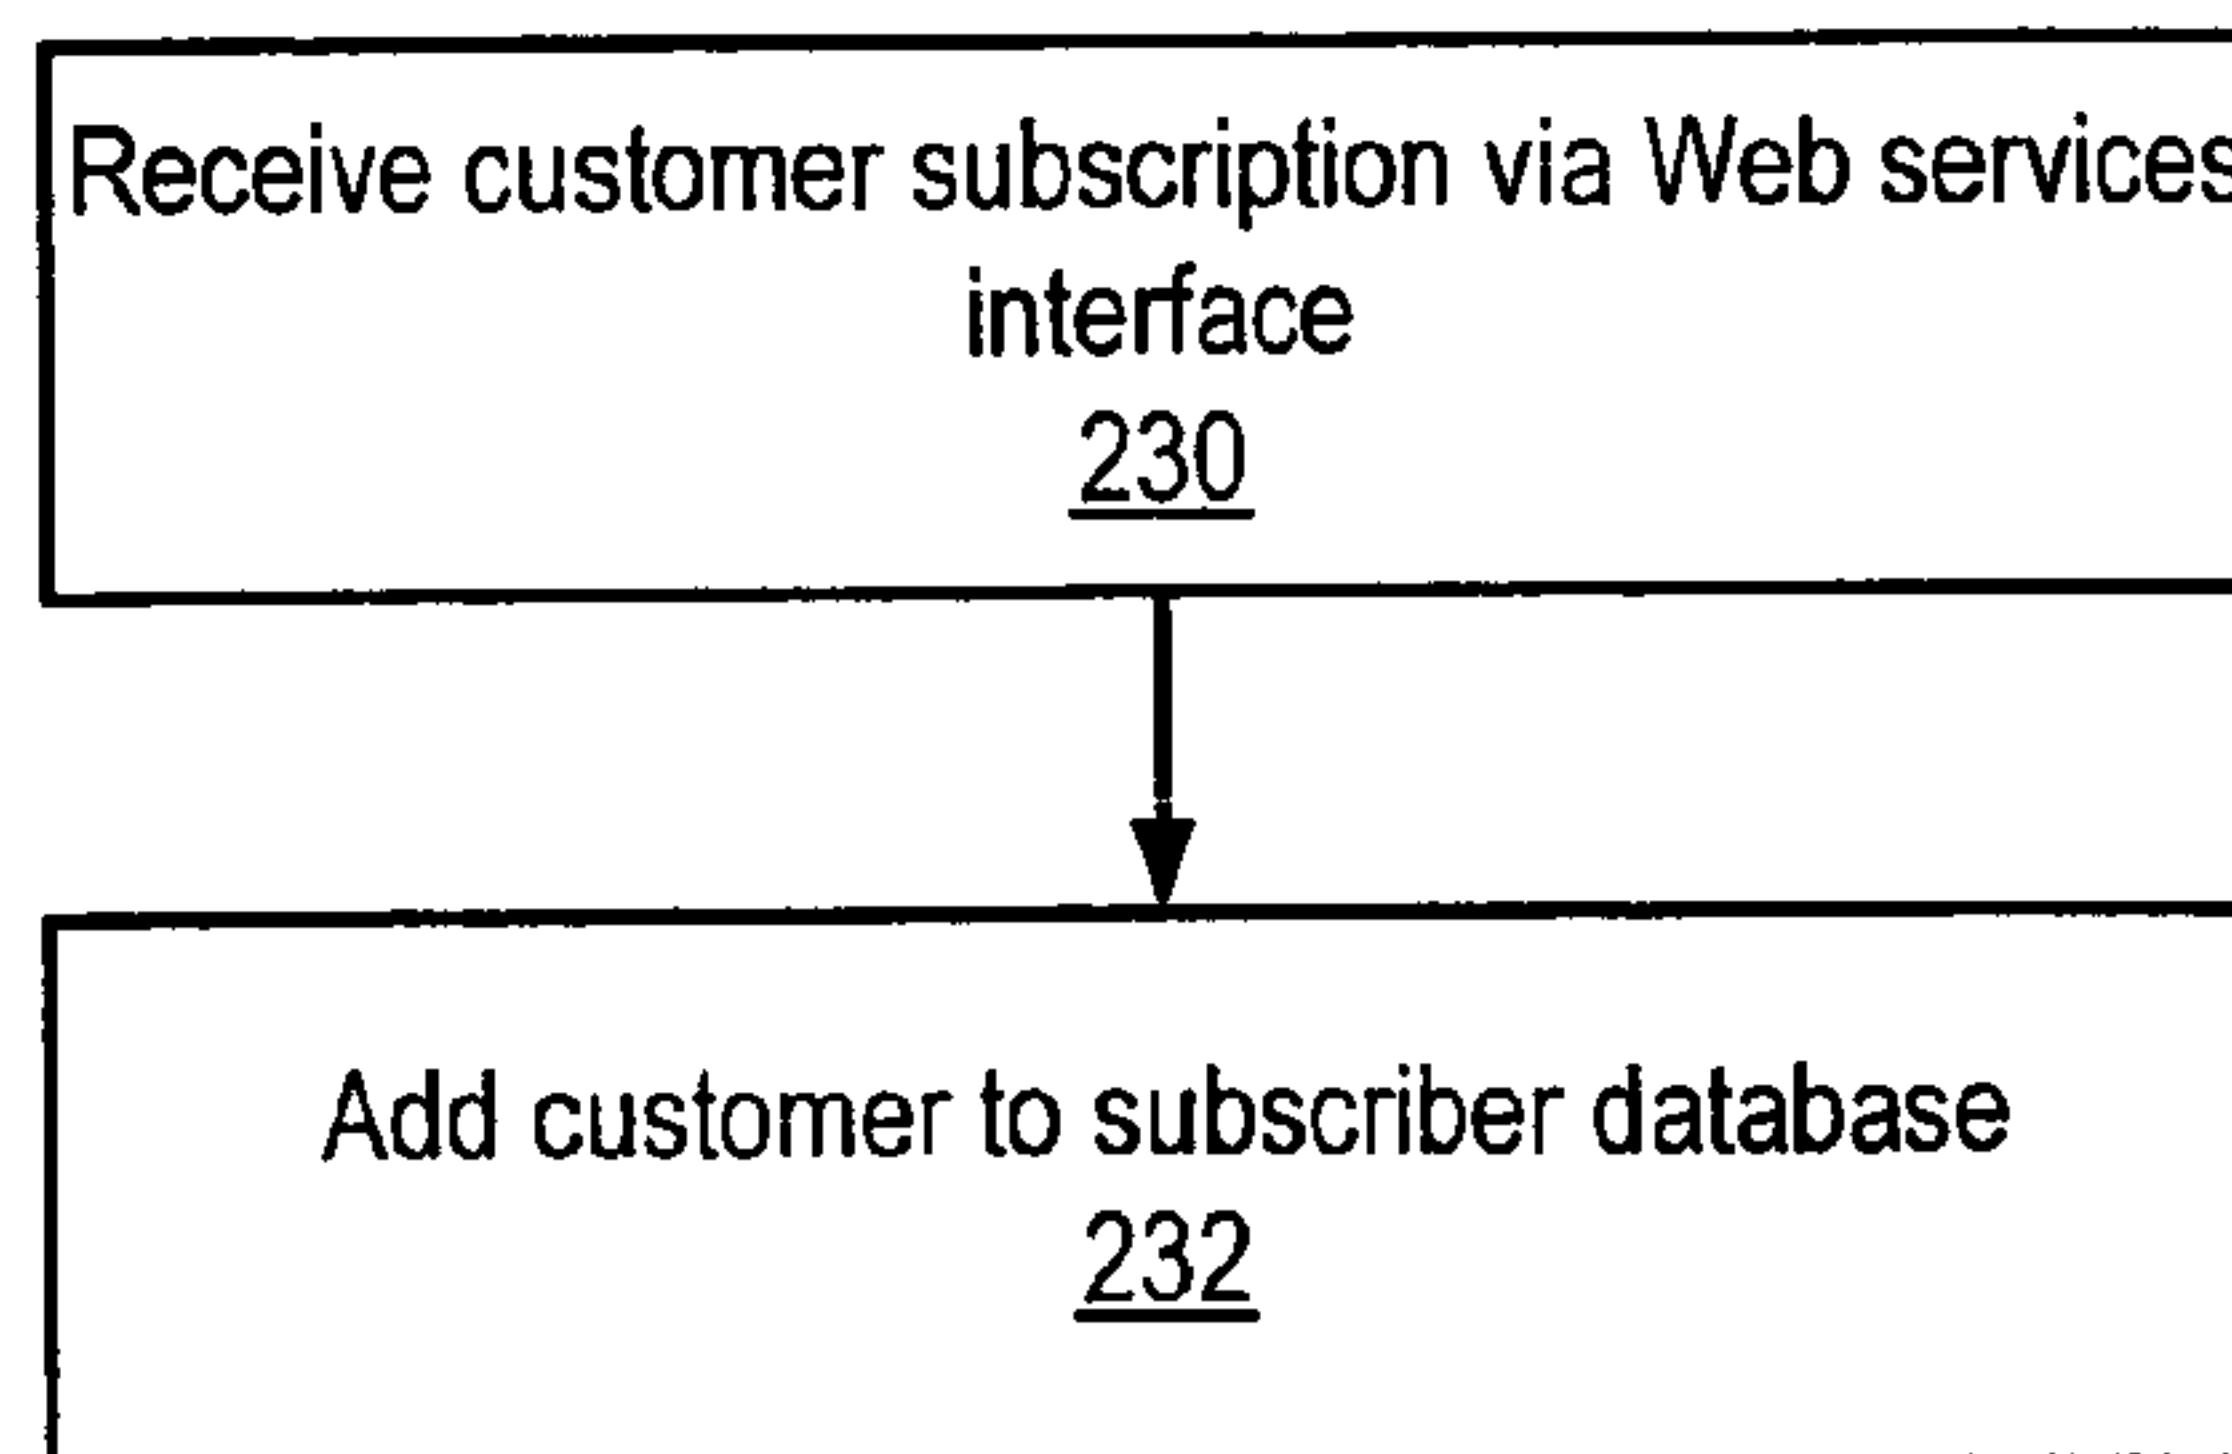 Receive customer subscription via Web services
interface
230
Add customer to subscriber database
232